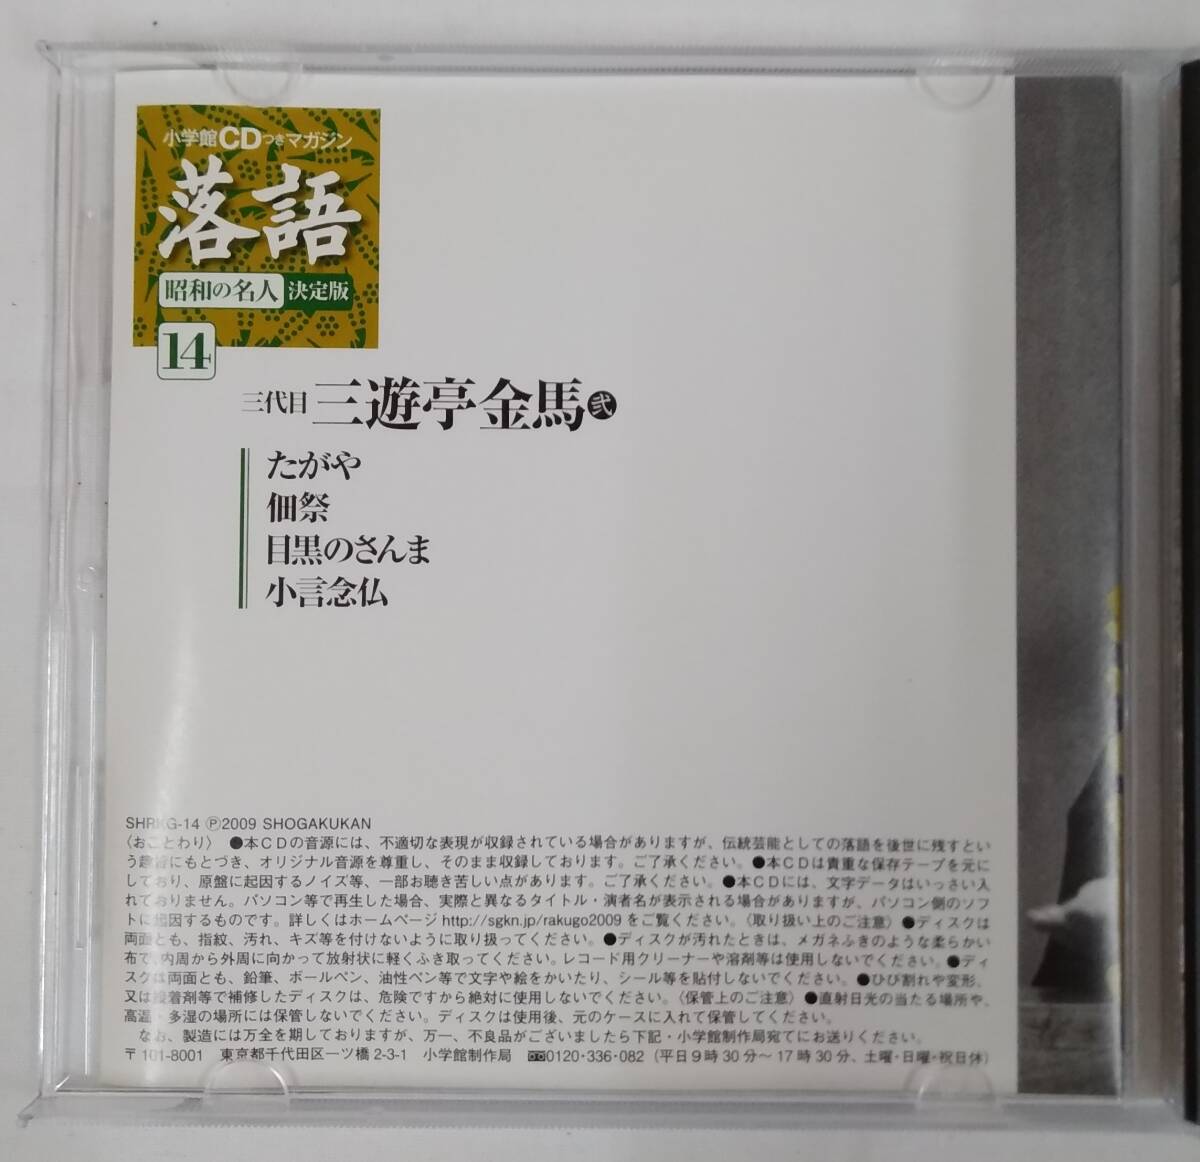 小学館CDつきマガジン
落語
昭和の名人 決定版
14
三代目 三遊亭金馬 弐
たがや
佃祭
目黒のさんま
小言念仏
SHRKG-14 Ⓟ2009 SHOGAKUKAN
〈おことわり〉 ●本CDの音源には、不適切な表現が収録されている場合がありますが、伝統芸能としての落語を後世に残すとい
う趣旨にもとづき、オリジナル音源を尊重し、そのまま収録しております。ご了承ください。●本CDは貴重な保存テープを元に
しており、原盤に起因するノイズ等、一部お聴き苦しい点があります。ご了承ください。●本CDには、文字データはいっさい入
れておりません。パソコン等で再生した場合、実際と異なるタイトル・演者名が表示される場合がありますが、パソコン側のソフ
トに起因するものです。詳しくはホームページ http://sgkn.jp/rakugo2009 をご覧ください。〈取り扱い上のご注意〉●ディスクは
両面とも、指紋、汚れ、キズ等を付けないように取り扱ってください。●ディスクが汚れたときは、メガネふきのような柔らかい
布で、内周から外周に向かって放射状に軽くふき取ってください。レコード用クリーナーや溶剤等は使用しないでください。●ディ
スクは両面とも、鉛筆、ボールペン、油性ペン等で文字や絵をかいたり、シール等を貼付しないでください。●ひび割れや変形、
又は接着剤等で補修したディスクは、危険ですから絶対に使用しないでください。〈保管上のご注意〉●直射日光の当たる場所や、
高温・多湿の場所には保管しないでください。ディスクは使用後、元のケースに入れて保管してください。
なお、製造には万全を期しておりますが、万一、不良品がございましたら下記・小学館制作局宛てにお送りください。
〒101-8001 東京都千代田区一ツ橋 2-3-1 小学館制作局 0120・336・082 (平日9時30分〜17時30分、土曜・日曜・祝日休)